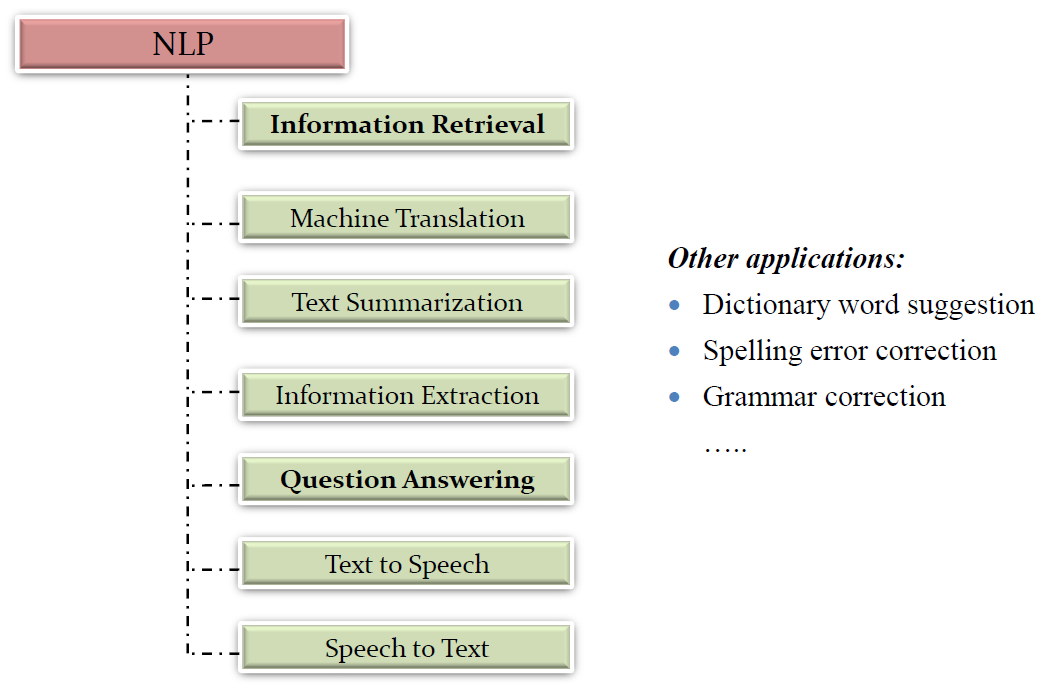 NLP
Information Retrieval
Machine Translation
Text Summarization
Information Extraction
Question Answering
Text to Speech
Speech to Text
Other applications:
• Dictionary word suggestion
• Spelling error correction
• Grammar correction
…..